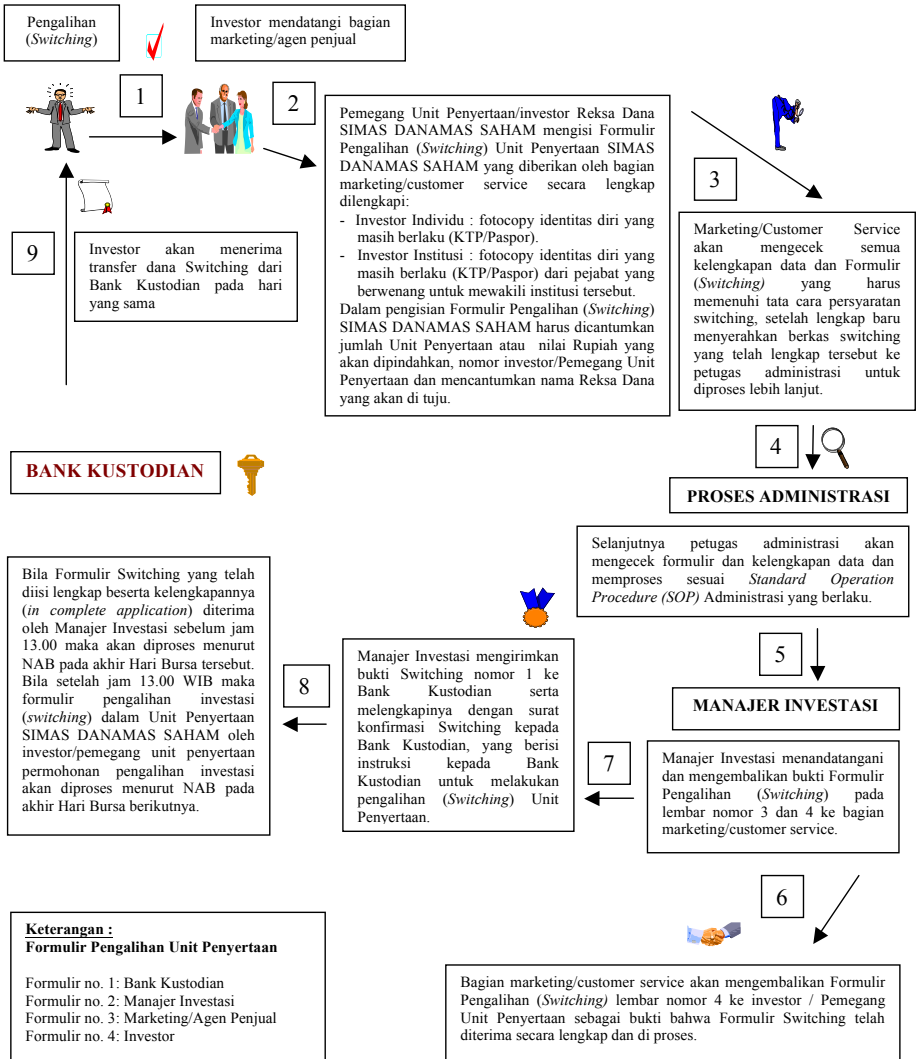 Pengalihan
(Switching)
Investor mendatangi bagian
marketing/agen penjual
1
2
Pemegang Unit Penyertaan/investor Reksa Dana
SIMAS DANAMAS SAHAM mengisi Formulir
Pengalihan (Switching) Unit Penyertaan SIMAS
DANAMAS SAHAM yang diberikan oleh bagian
marketing/customer service secara lengkap
dilengkapi:
- Investor Individu : fotocopy identitas diri yang
masih berlaku (KTP/Paspor).
- Investor Institusi : fotocopy identitas diri yang
masih berlaku (KTP/Paspor) dari pejabat yang
berwenang untuk mewakili institusi tersebut.
Dalam pengisian Formulir Pengalihan (Switching)
SIMAS DANAMAS SAHAM harus dicantumkan
jumlah Unit Penyertaan atau nilai Rupiah yang
akan dipindahkan, nomor investor/Pemegang Unit
Penyertaan dan mencantumkan nama Reksa Dana
yang akan di tuju.
3
Marketing/Customer Service
akan mengecek semua
kelengkapan data dan Formulir
(Switching) yang harus
memenuhi tata cara persyaratan
switching, setelah lengkap baru
menyerahkan berkas switching
yang telah lengkap tersebut ke
petugas administrasi untuk
diproses lebih lanjut.
9
Investor akan menerima
transfer dana Switching dari
Bank Kustodian pada hari
yang sama
4
BANK KUSTODIAN
PROSES ADMINISTRASI
Selanjutnya petugas administrasi akan
mengecek formulir dan kelengkapan data dan
memproses sesuai Standard Operation
Procedure (SOP) Administrasi yang berlaku.
5
MANAJER INVESTASI
Manajer Investasi menandatangani
dan mengembalikan bukti Formulir
Pengalihan (Switching) pada
lembar nomor 3 dan 4 ke bagian
marketing/customer service.
7
Manajer Investasi mengirimkan
bukti Switching nomor 1 ke
Bank Kustodian serta
melengkapinya dengan surat
konfirmasi Switching kepada
Bank Kustodian, yang berisi
instruksi kepada Bank
Kustodian untuk melakukan
pengalihan (Switching) Unit
Penyertaan.
8
Bila Formulir Switching yang telah
diisi lengkap beserta kelengkapannya
(in complete application) diterima
oleh Manajer Investasi sebelum jam
13.00 maka akan diproses menurut
NAB pada akhir Hari Bursa tersebut.
Bila setelah jam 13.00 WIB maka
formulir pengalihan investasi
(switching) dalam Unit Penyertaan
SIMAS DANAMAS SAHAM oleh
investor/pemegang unit penyertaan
permohonan pengalihan investasi
akan diproses menurut NAB pada
akhir Hari Bursa berikutnya.
6
Bagian marketing/customer service akan mengembalikan Formulir
Pengalihan (Switching) lembar nomor 4 ke investor / Pemegang
Unit Penyertaan sebagai bukti bahwa Formulir Switching telah
diterima secara lengkap dan di proses.
Keterangan :
Formulir Pengalihan Unit Penyertaan
Formulir no. 1: Bank Kustodian
Formulir no. 2: Manajer Investasi
Formulir no. 3: Marketing/Agen Penjual
Formulir no. 4: Investor